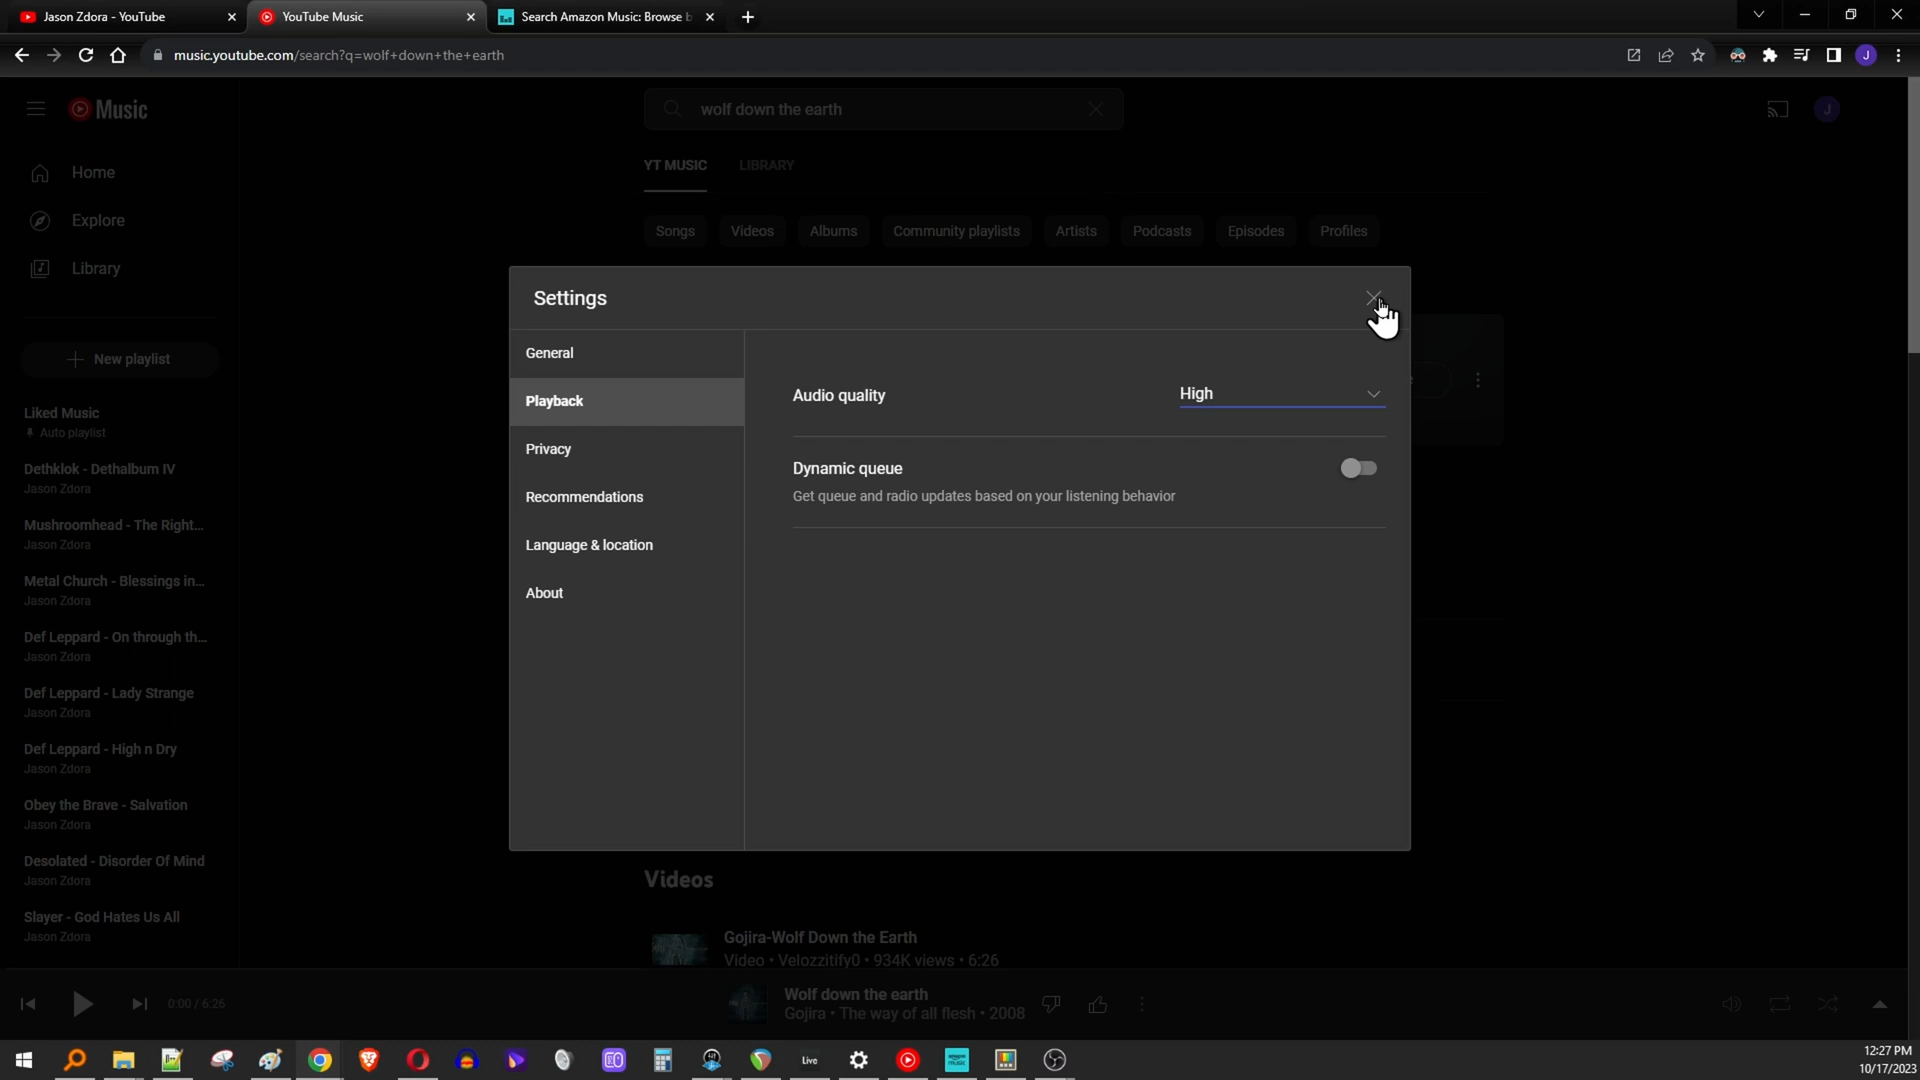 Jason Zdora - YouTube
YouTube Music
Search Amazon Music: Browse b
music.youtube.com/search?q=wolf+down+the+earth
J
Music
wolf down the earth
J
Home
Explore
Library
YT MUSIC
LIBRARY
Songs
Videos
Albums
Community playlists
Artists
Podcasts
Episodes
Profiles
New playlist
Liked Music
Auto playlist
Dethklok - Dethalbum IV
Jason Zdora
Mushroomhead - The Right...
Jason Zdora
Metal Church - Blessings in...
Jason Zdora
Def Leppard - On through th...
Jason Zdora
Def Leppard - Lady Strange
Jason Zdora
Def Leppard - High n Dry
Jason Zdora
Obey the Brave - Salvation
Jason Zdora
Desolated - Disorder Of Mind
Jason Zdora
Slayer - God Hates Us All
Jason Zdora
Settings
General
Playback
Privacy
Recommendations
Language & location
About
Audio quality
High
Dynamic queue
Get queue and radio updates based on your listening behavior
Videos
Gojira-Wolf Down the Earth
Video • Velozzitify0 • 934K views • 6:26
0:00 / 6:26
Wolf down the earth
Gojira • The way of all flesh • 2008
Live
12:27 PM
10/17/2023